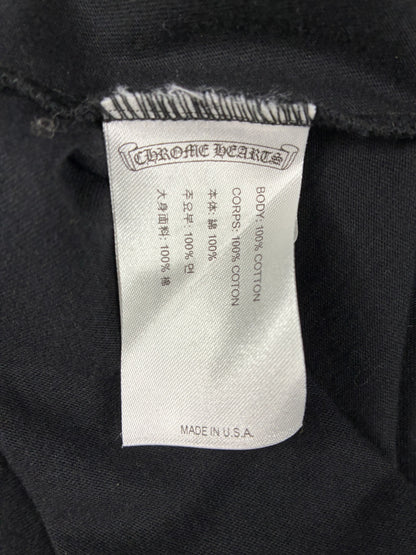 CHROME HEARTS
BODY: 100% COTTON
CORPS: 100% COTON
本体: 綿 100%
주요부: 100% 면
大身面料: 100% 棉
MADE IN U.S.A.